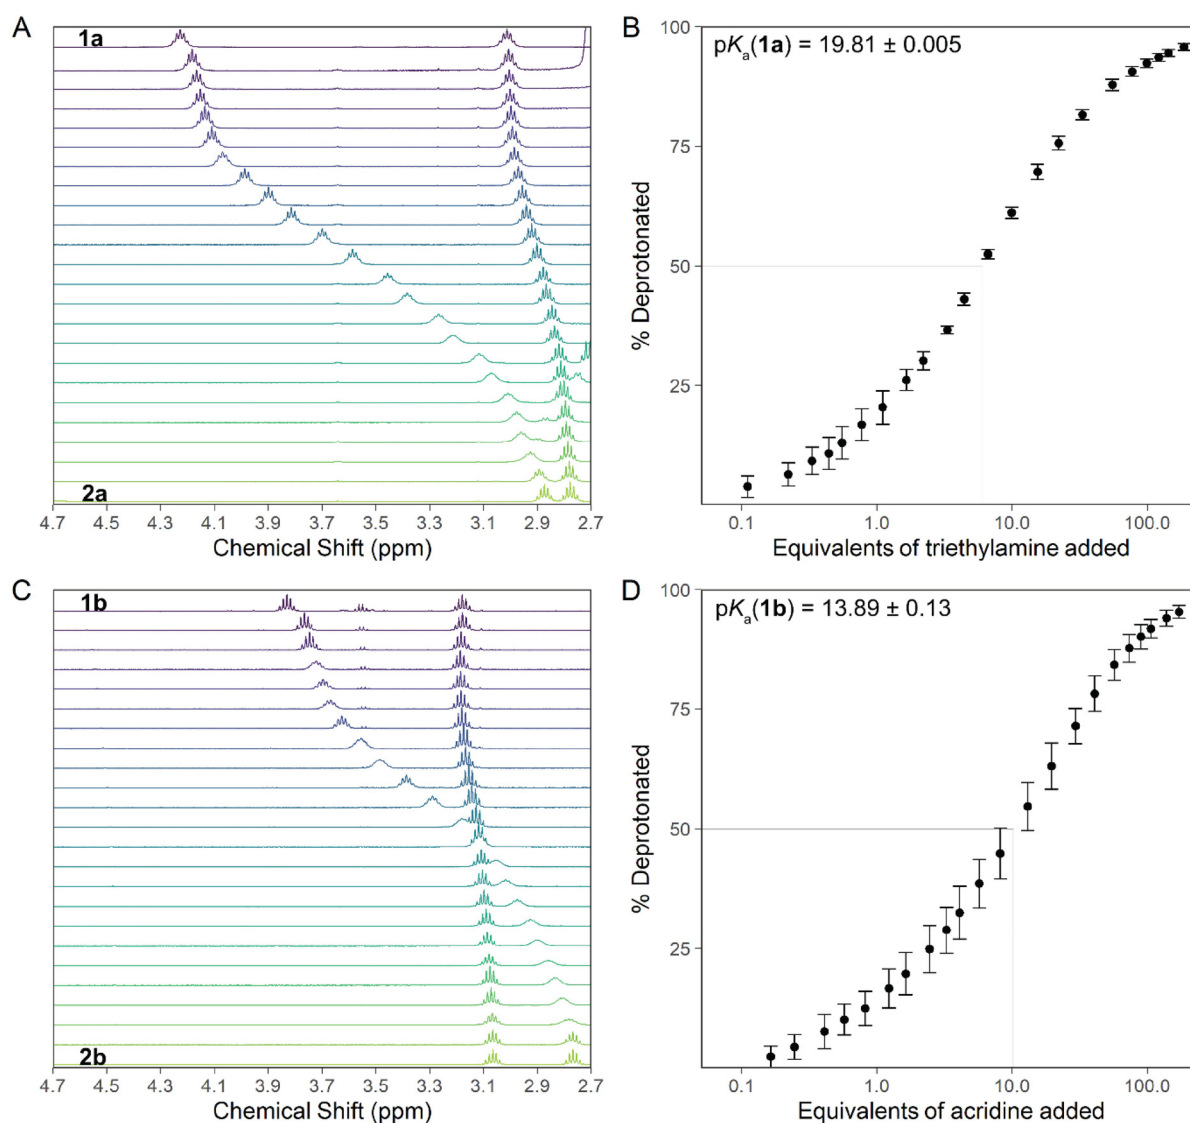 A
1a
2a
4.7 4.5 4.3 4.1 3.9 3.7 3.5 3.3 3.1 2.9 2.7
Chemical Shift (ppm)
B
pKa(1a) = 19.81 ± 0.005
100
75
50
25
% Deprotonated
0.1 1.0 10.0 100.0
Equivalents of triethylamine added
C
1b
2b
4.7 4.5 4.3 4.1 3.9 3.7 3.5 3.3 3.1 2.9 2.7
Chemical Shift (ppm)
D
pKa(1b) = 13.89 ± 0.13
100
75
50
25
% Deprotonated
0.1 1.0 10.0 100.0
Equivalents of acridine added